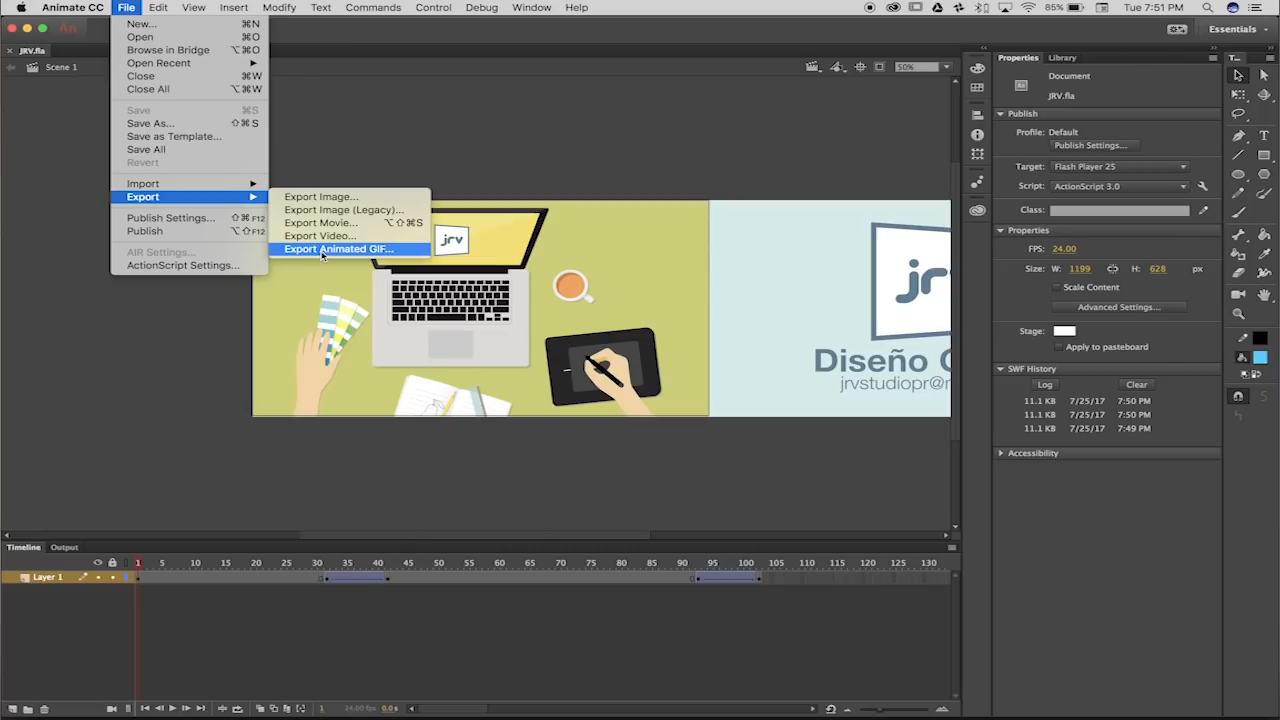 Animate CC File Edit View Insert Modify Text Commands Control Debug Window Help 85% Tue 7:51 PM
Essentials
JRV.fla
Scene 1
50%
New... ⌘N
Open ⌘O
Browse in Bridge ⌥⌘O
Open Recent
Close ⌘W
Close All ⌥⌘W
Save ⌘S
Save As... ⇧⌘S
Save as Template...
Save All
Revert
Import
Export
Publish Settings... ⇧⌘F12
Publish ⌥⇧F12
AIR Settings...
ActionScript Settings...
Export Image...
Export Image (Legacy)...
Export Movie... ⌥⇧⌘S
Export Video...
Export Animated GIF...
jrv
jrv
Diseño
jrvstudiopr@
Properties Library
Document
An
JRV.fla
Publish
Profile: Default
Publish Settings...
Target: Flash Player 25
Script: ActionScript 3.0
Class:
Properties
FPS: 24.00
Size: W: 1199 H: 628 px
Scale Content
Advanced Settings...
Stage:
Apply to pasteboard
SWF History
Log Clear
11.1 KB 7/25/17 7:50 PM
11.1 KB 7/25/17 7:50 PM
11.1 KB 7/25/17 7:49 PM
Accessibility
T...
Timeline Output
1 5 10 15 20 25 30 35 40 45 50 55 60 65 70 75 80 85 90 95 100 105 110 115 120 125 130
Layer 1
1 24.00 fps 0.0s